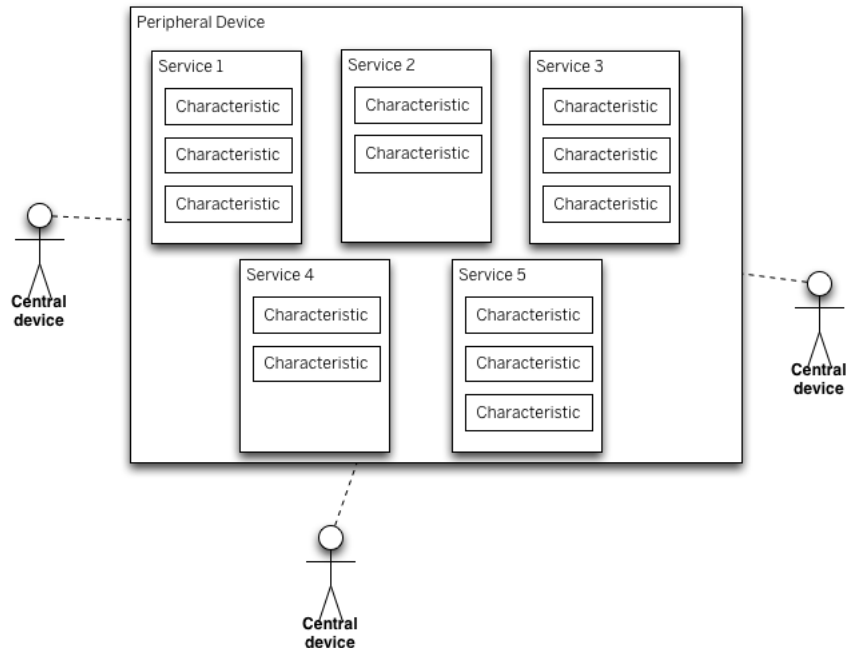 Peripheral Device
Service 1
Characteristic
Characteristic
Characteristic
Service 2
Characteristic
Characteristic
Service 3
Characteristic
Characteristic
Characteristic
Service 4
Characteristic
Characteristic
Service 5
Characteristic
Characteristic
Characteristic
Central
device
Central
device
Central
device